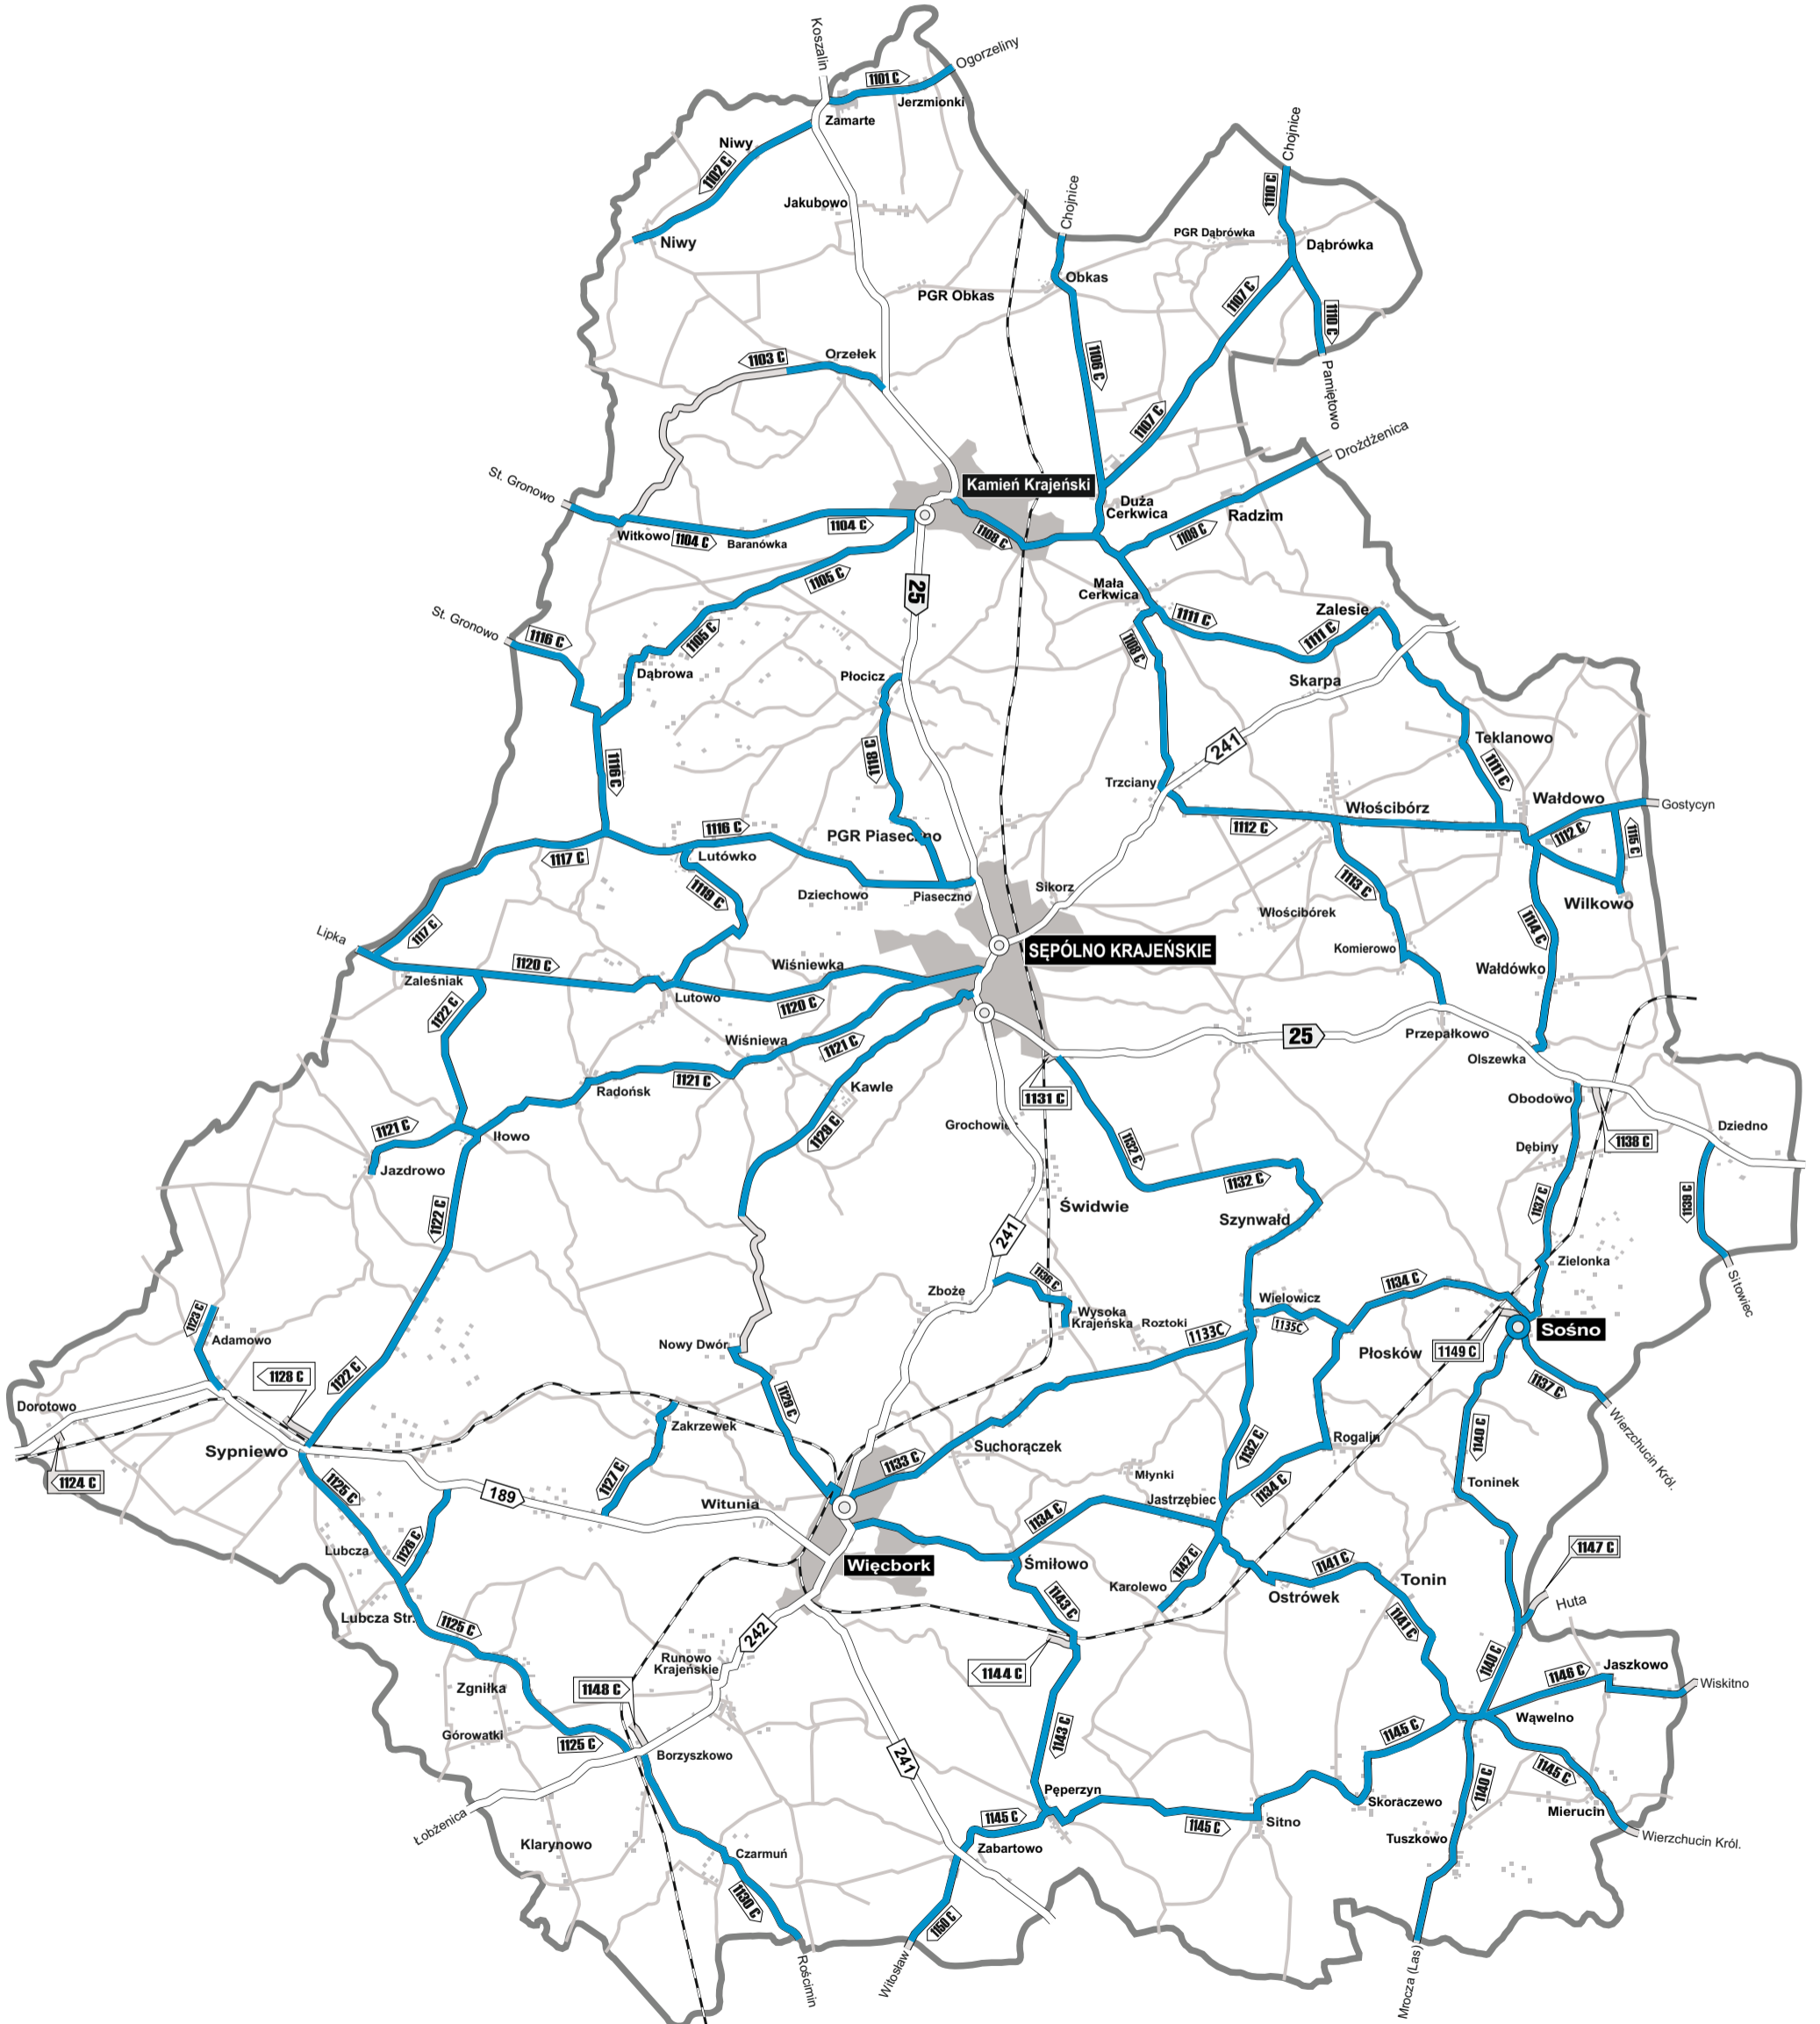 Koszalin
Ogorzeliny
1101 C
Jerzmionki
Zamarte
Niwy
1102 C
Niwy
Jakubowo
Chojnice
Chojnice
1110 C
PGR Dąbrówka
Dąbrówka
Obkas
PGR Obkas
1107 C
1110 C
1106 C
Pamiętowo
1103 C
Orzełek
1107 C
Drożdżenica
St. Gronowo
Kamień Krajeński
Duża
Cerkwica
Radzim
1104 C
Witkowo
1104 C
Baranówka
1108 C
1109 C
1105 C
25
Mała
Cerkwica
St. Gronowo
1116 C
1105 C
1111 C
Zalesie
1111 C
1108 C
Dąbrowa
Płocicz
Skarpa
1116 C
1118 C
241
Teklanowo
1111 C
Trzciany
Włościbórz
Wałdowo
Gostycyn
1116 C
PGR Piaseczno
1112 C
1112 C
1115 C
1117 C
Lutówko
1119 C
Dziechowo
Piaseczno
Sikorz
1113 C
Włościbórek
Wilkowo
1114 C
1117 C
Lipka
SĘPÓLNO KRAJEŃSKIE
Komierowo
1120 C
Wiśniewka
Wałdówko
Zaleśniak
Lutowo
1120 C
1122 C
Wiśniewa
1121 C
25
Przepałkowo
Olszewka
1121 C
Radońsk
Kawle
1131 C
Obodowo
1121 C
Iłowo
1129 C
Grochowiec
1132 C
Dziedno
1138 C
Dębiny
Jazdrowo
1132 C
1122 C
Świdwie
Szynwałd
1137 C
1139 C
241
Zielonka
Sitowiec
Zboże
1136 C
Wysoka
Krajeńska
Roztoki
1133C
Wielowicz
1135C
1134 C
1123 C
Adamowo
Nowy Dwór
Sośno
Płosków
1149 C
1128 C
1122 C
1137 C
Dorotowo
1129 C
Wierzchucin Król.
Sypniewo
Zakrzewek
Suchorączek
1132 C
Rogalin
1140 C
1124 C
1125 C
189
1127 C
1133 C
Młynki
Jastrzębiec
1134 C
Toninek
Witunia
1134 C
Lubcza
1126 C
Więcbork
Śmiłowo
1142 C
1141 C
1147 C
Karolewo
Ostrówek
Tonin
Huta
Lubcza Str.
1125 C
1143 C
1141 C
242
Runowo
Krajeńskie
1144 C
1140 C
1146 C
Jaszkowo
Wiskitno
Zgniłka
1148 C
Górowatki
1125 C
Borzyszkowo
1143 C
1145 C
Wąwelno
241
1145 C
1140 C
Pęperzyn
Skoraczewo
Mierucin
Łobżenica
1145 C
1145 C
Sitno
Tuszkowo
Wierzchucin Król.
Klarynowo
Czarmuń
Zabartowo
1130 C
1150 C
Rościmin
Witosław
Mrocza (Las)